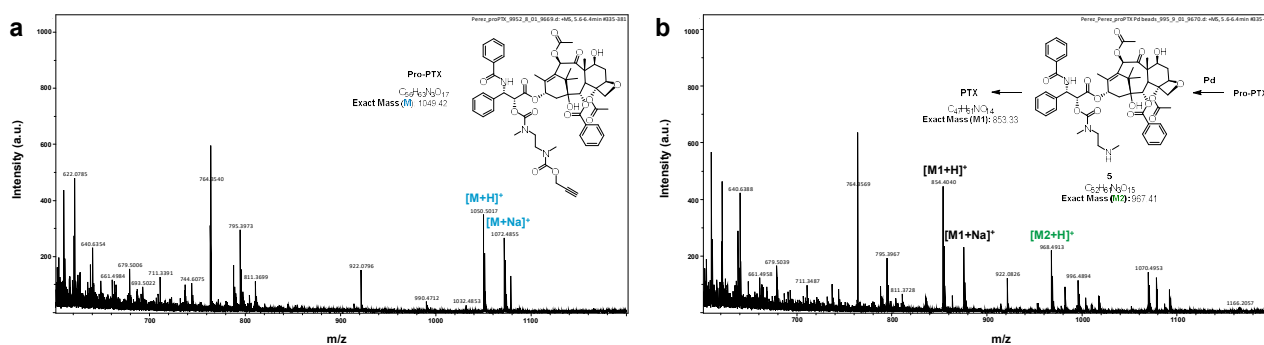 a
Perez_proPTX_9952_8_01_9669.d: +MS, 5.6-6.4min #335-381
Intensity (a.u.)
1000
800
600
400
200
Pro-PTX
Exact Mass (M): 1049.42
622.0785
640.6354
661.4984
679.5006
693.5022
711.3391
744.6075
764.3540
795.3973
811.3699
922.0796
990.4712
1032.4853
[M+H]+
1050.5017
[M+Na]+
1072.4855
700
800
900
1000
1100
m/z
b
Intensity (a.u.)
1000
800
600
400
200
PTX
Exact Mass (M1): 853.33
Pd
Pro-PTX
5
Exact Mass (M2): 967.41
640.6388
661.4958
679.5039
711.3487
764.3569
795.3967
811.3728
[M1+H]+
854.4040
[M1+Na]+
922.0826
[M2+H]+
968.4913
996.4894
1070.4953
1166.2057
700
800
900
1000
1100
m/z